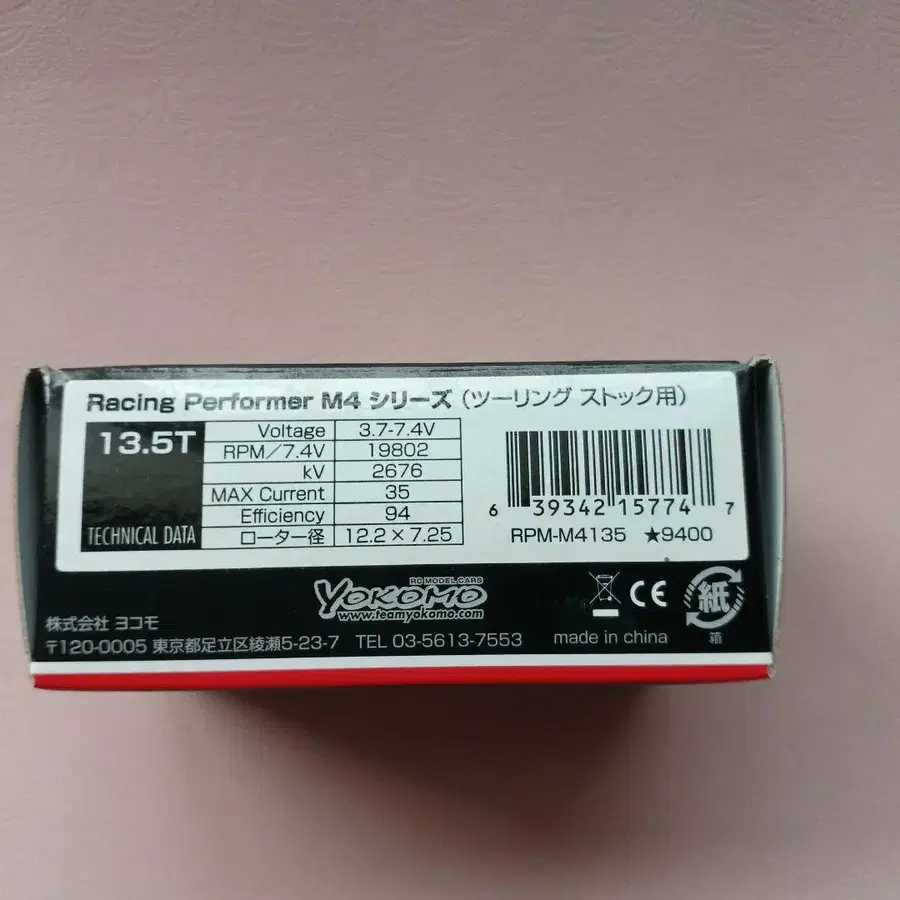 Racing Performer M4 シリーズ (ツーリング ストック用)
13.5T
TECHNICAL DATA
Voltage 3.7-7.4V
RPM/7.4V 19802
kV 2676
MAX Current 35
Efficiency 94
ローター径 12.2×7.25
6 39342 15774 7
RPM-M4135 ★9400
RC MODEL CARS
YOKOMO
www.teamyokomo.com
CE
紙
箱
株式会社 ヨコモ
〒120-0005 東京都足立区綾瀬5-23-7 TEL 03-5613-7553 made in china